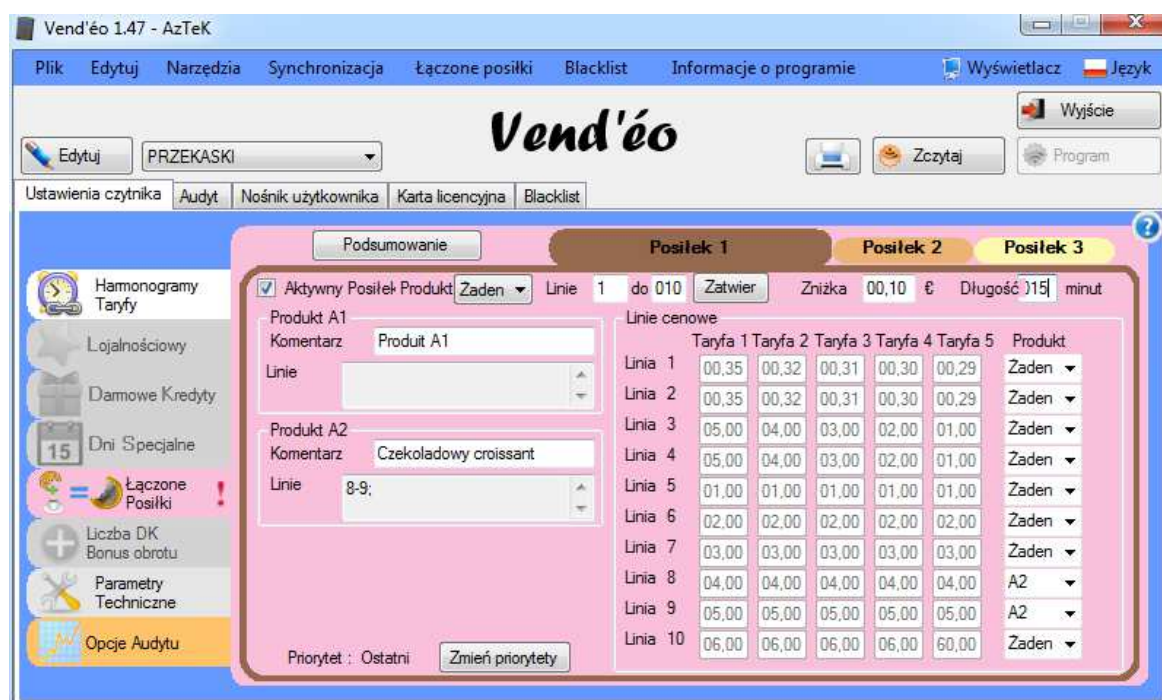 Vend'éo 1.47 - AzTeK
Plik Edytuj Narzędzia Synchronizacja Łączone posiłki Blacklist Informacje o programie Wyświetlacz Język
Vend'éo
Wyjście
Edytuj PRZEKASKI Zczytaj Program
Ustawienia czytnika Audyt Nośnik użytkownika Karta licencyjna Blacklist
?
Podsumowanie Posiłek 1 Posiłek 2 Posiłek 3
Harmonogramy
Taryfy
Lojalnościowy
Darmowe Kredyty
15 Dni Specjalne
= Łączone
Posiłki !
Liczba DK
Bonus obrotu
Parametry
Techniczne
Opcje Audytu
Aktywny Posiłek Produkt Żaden Linie 1 do 010 Zatwier Zniżka 00,10 € Długość 015 minut
Produkt A1
Komentarz Produit A1
Linie
Produkt A2
Komentarz Czekoladowy croissant
Linie 8-9;
Priorytet : Ostatni Zmień priorytety
Linie cenowe
Taryfa 1 Taryfa 2 Taryfa 3 Taryfa 4 Taryfa 5 Produkt
Linia 1 00,35 00,32 00,31 00,30 00,29 Żaden
Linia 2 00,35 00,32 00,31 00,30 00,29 Żaden
Linia 3 05,00 04,00 03,00 02,00 01,00 Żaden
Linia 4 05,00 04,00 03,00 02,00 01,00 Żaden
Linia 5 01,00 01,00 01,00 01,00 01,00 Żaden
Linia 6 02,00 02,00 02,00 02,00 02,00 Żaden
Linia 7 03,00 03,00 03,00 03,00 03,00 Żaden
Linia 8 04,00 04,00 04,00 04,00 04,00 A2
Linia 9 05,00 05,00 05,00 05,00 05,00 A2
Linia 10 06,00 06,00 06,00 06,00 60,00 Żaden